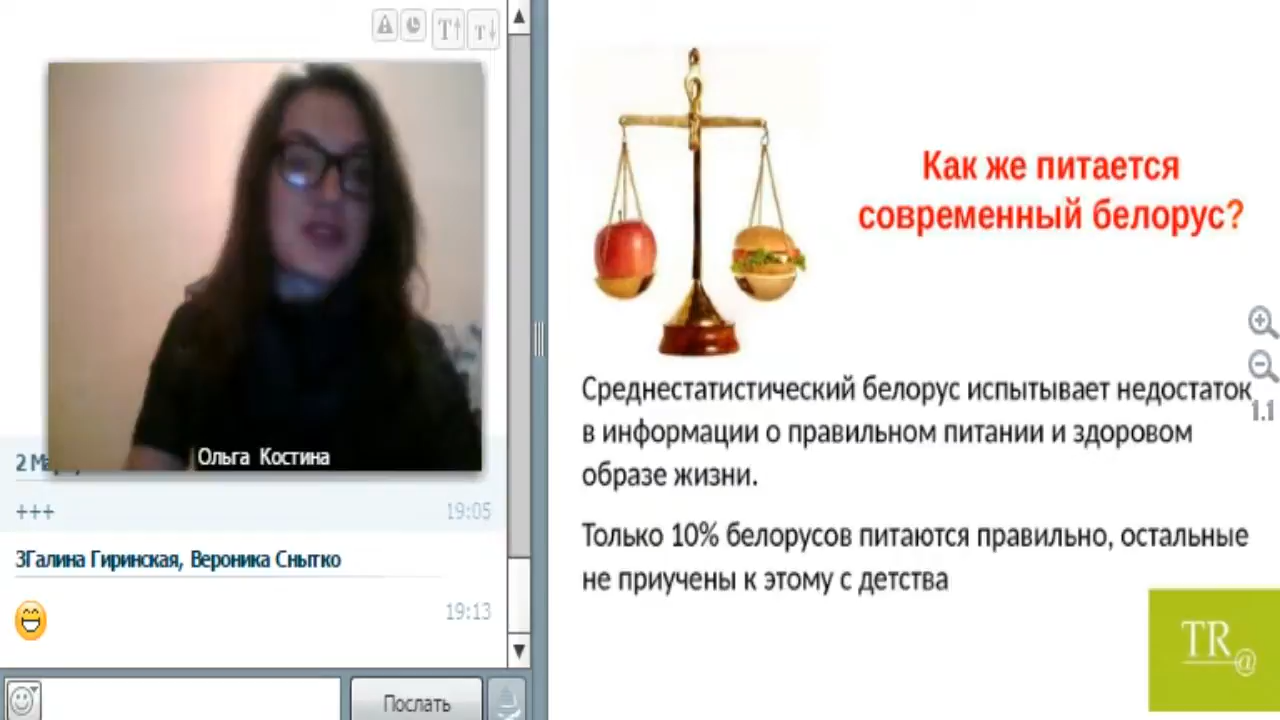 Ольга Костина
2
+++
19:05
3Галина Гиринская, Вероника Снытко
19:13
Послать
Как же питается
современный белорус?
Среднестатистический белорус испытывает недостаток
в информации о правильном питании и здоровом
образе жизни.
Только 10% белорусов питаются правильно, остальные
не приучены к этому с детства
1.1
TR
@